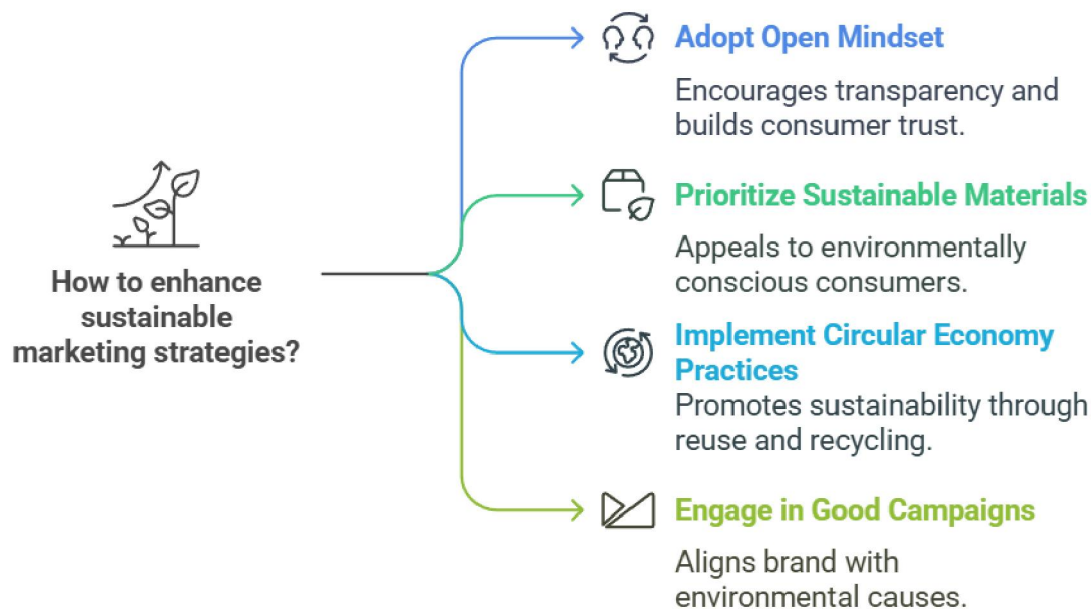 How to enhance
sustainable
marketing strategies?
Adopt Open Mindset
Encourages transparency and
builds consumer trust.
Prioritize Sustainable Materials
Appeals to environmentally
conscious consumers.
Implement Circular Economy
Practices
Promotes sustainability through
reuse and recycling.
Engage in Good Campaigns
Aligns brand with
environmental causes.